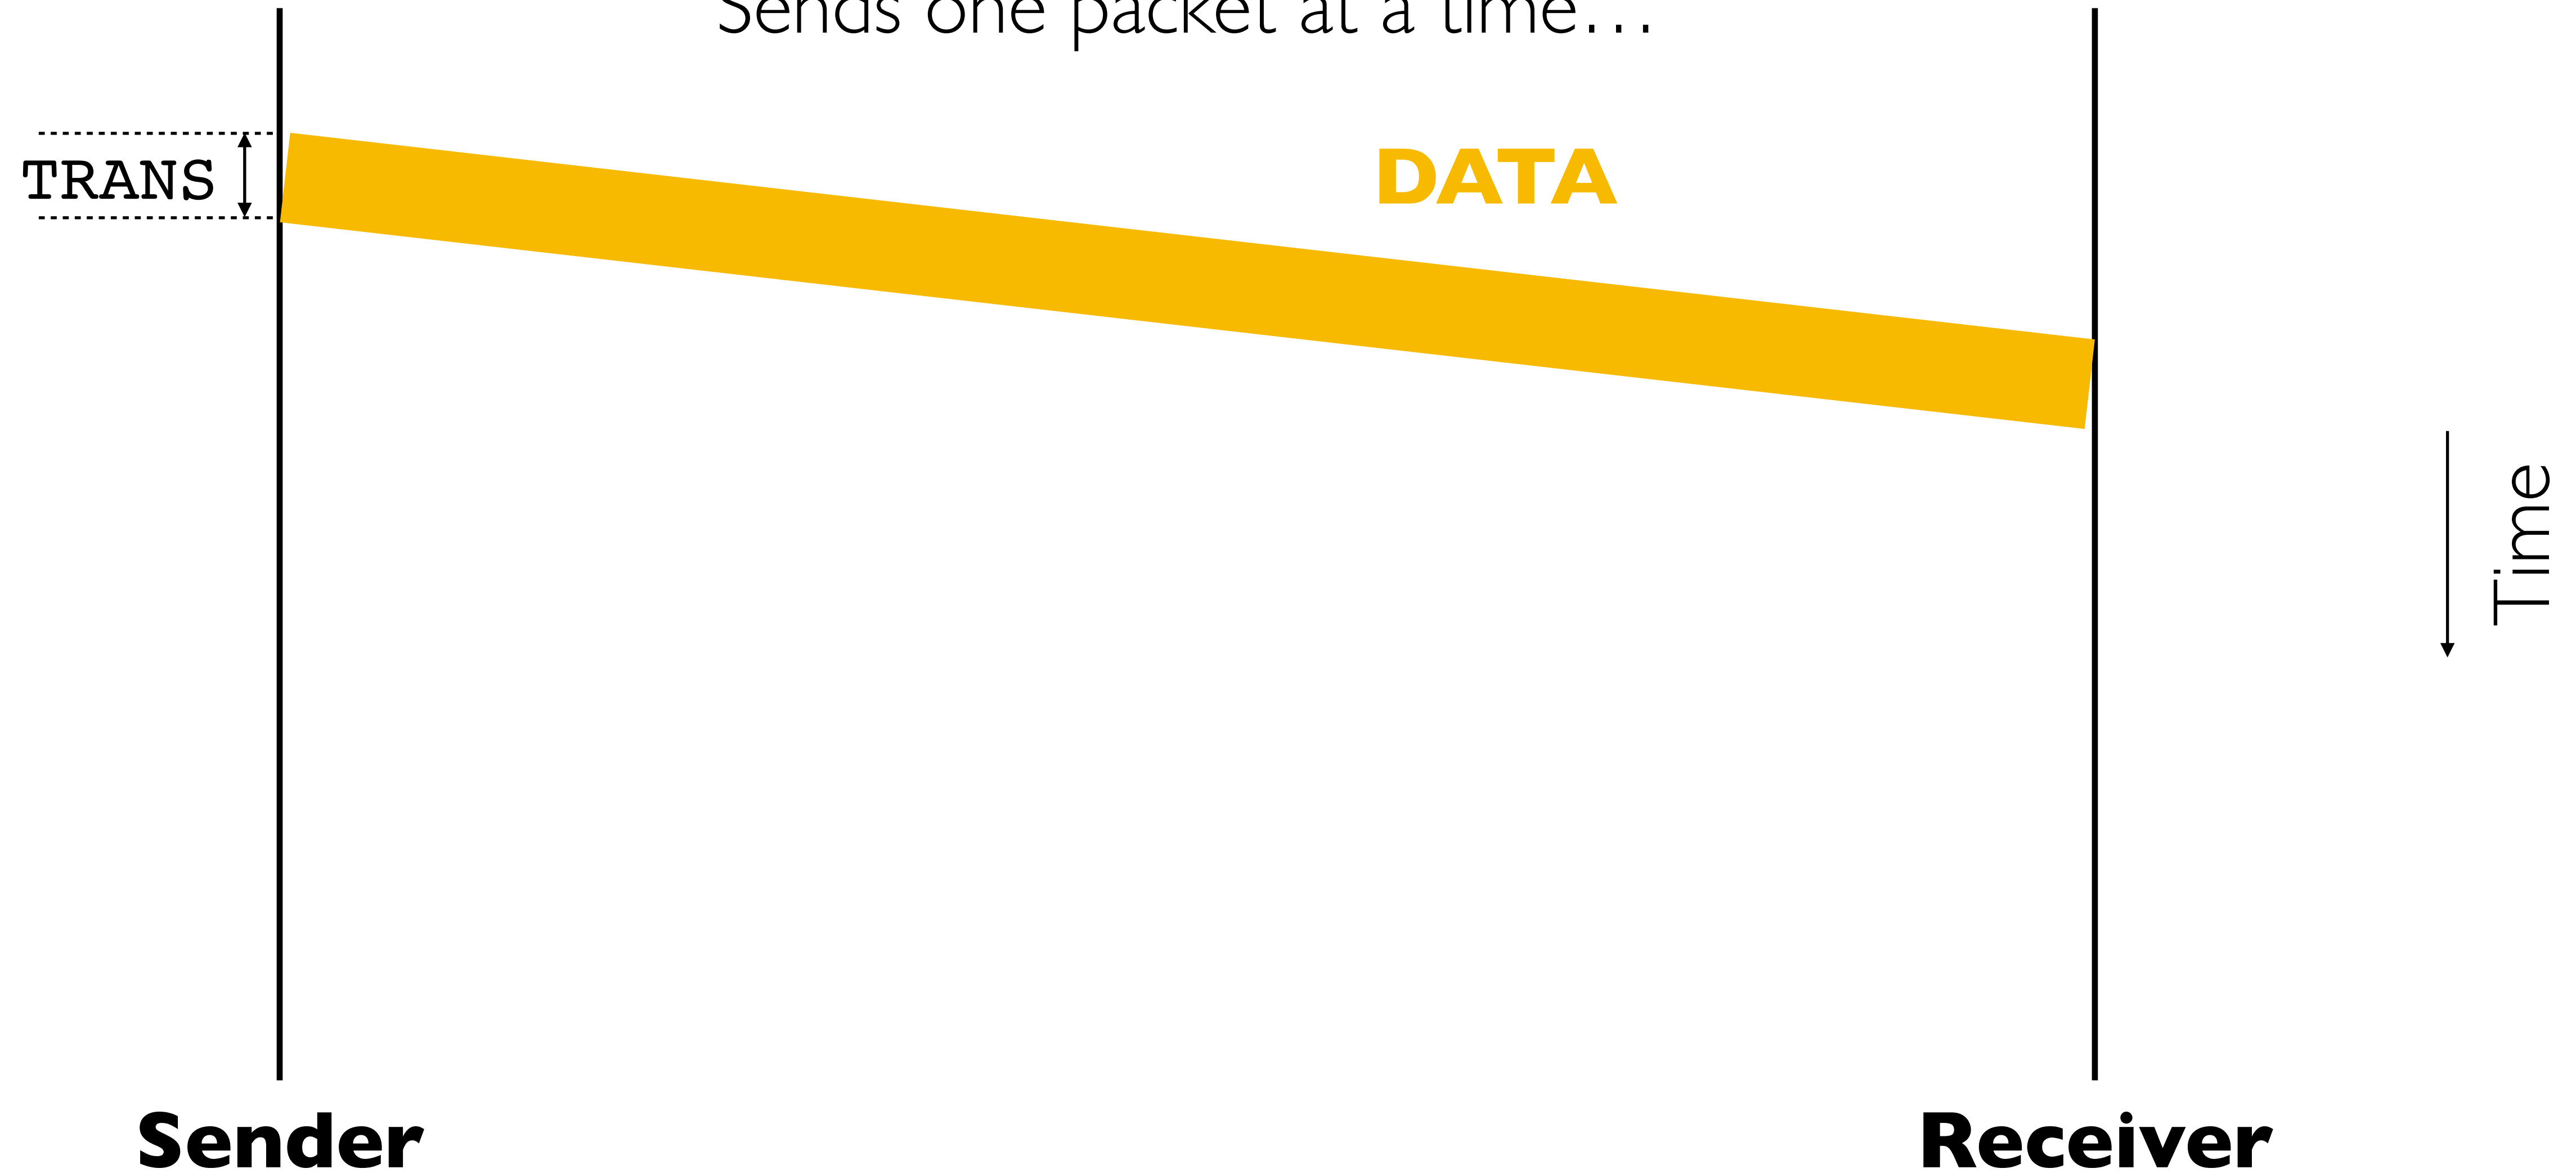 Sends one packet at a time…
DATA
TRANS
Time
Sender
Receiver